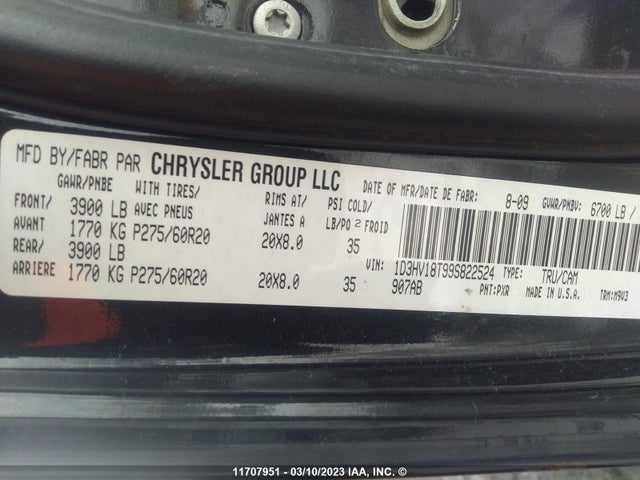 MFD BY/FABR PAR CHRYSLER GROUP LLC DATE OF MFR/DATE DE FABR: 8-09 GVWR/PNBV: 6700 LB /
GAWR/PNBE WITH TIRES/ RIMS AT/ PSI COLD/
FRONT/ 3900 LB AVEC PNEUS JANTES A LB/PO2 FROID
AVANT 1770 KG P275/60R20 20X8.0 35
REAR/ 3900 LB VIN: 1D3HV18T99S822524 TYPE: TRU/CAM
ARRIERE 1770 KG P275/60R20 20X8.0 35 907AB PNT:PXR MADE IN U.S.A. TRM:M9V3
11707951 - 03/10/2023 IAA, INC. ©